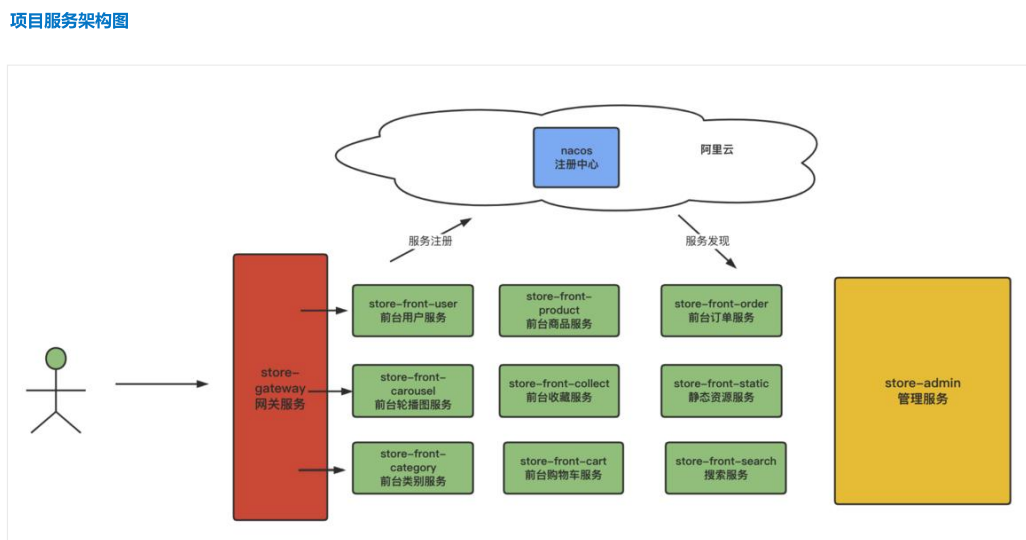 项目服务架构图
nacos
注册中心
阿里云
服务注册
服务发现
store-
gateway
网关服务
store-front-user
前台用户服务
store-front-
product
前台商品服务
store-front-order
前台订单服务
store-front-
carousel
前台轮播图服务
store-front-collect
前台收藏服务
store-front-static
静态资源服务
store-front-
category
前台类别服务
store-front-cart
前台购物车服务
store-front-search
搜索服务
store-admin
管理服务